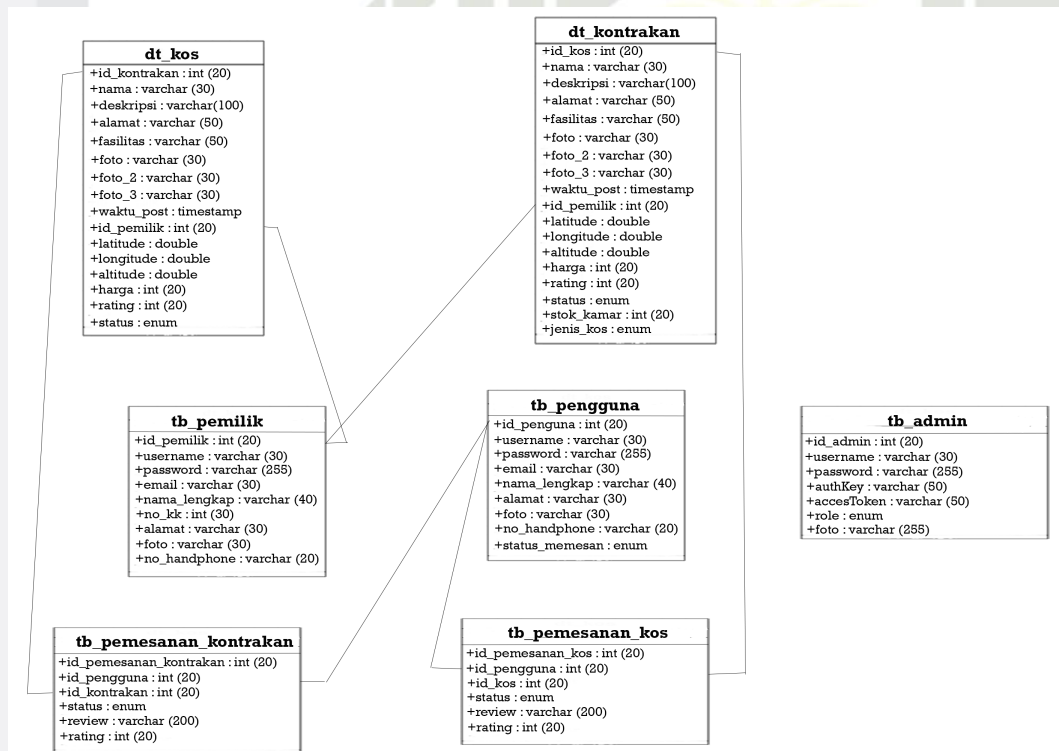 dt_kos
+id_kontrakan : int (20)
+nama : varchar (30)
+deskripsi : varchar(100)
+alamat : varchar (50)
+fasilitas : varchar (50)
+foto : varchar (30)
+foto_2 : varchar (30)
+foto_3 : varchar (30)
+waktu_post : timestamp
+id_pemilik : int (20)
+latitude : double
+longitude : double
+altitude : double
+harga : int (20)
+rating : int (20)
+status : enum
dt_kontrakan
+id_kos : int (20)
+nama : varchar (30)
+deskripsi : varchar(100)
+alamat : varchar (50)
+fasilitas : varchar (50)
+foto : varchar (30)
+foto_2 : varchar (30)
+foto_3 : varchar (30)
+waktu_post : timestamp
+id_pemilik : int (20)
+latitude : double
+longitude : double
+altitude : double
+harga : int (20)
+rating : int (20)
+status : enum
+stok_kamar : int (20)
+jenis_kos : enum
tb_pemilik
+id_pemilik : int (20)
+username : varchar (30)
+password : varchar (255)
+email : varchar (30)
+nama_lengkap : varchar (40)
+no_kk : int (30)
+alamat : varchar (30)
+foto : varchar (30)
+no_handphone : varchar (20)
tb_pengguna
+id_penguna : int (20)
+username : varchar (30)
+password : varchar (255)
+email : varchar (30)
+nama_lengkap : varchar (40)
+alamat : varchar (30)
+foto : varchar (30)
+no_handphone : varchar (20)
+status_memesan : enum
tb_admin
+id_admin : int (20)
+username : varchar (30)
+password : varchar (255)
+authKey : varchar (50)
+accesToken : varchar (50)
+role : enum
+foto : varchar (255)
tb_pemesanan_kontrakan
+id_pemesanan_kontrakan : int (20)
+id_pengguna : int (20)
+id_kontrakan : int (20)
+status : enum
+review : varchar (200)
+rating : int (20)
tb_pemesanan_kos
+id_pemesanan_kos : int (20)
+id_pengguna : int (20)
+id_kos : int (20)
+status : enum
+review : varchar (200)
+rating : int (20)